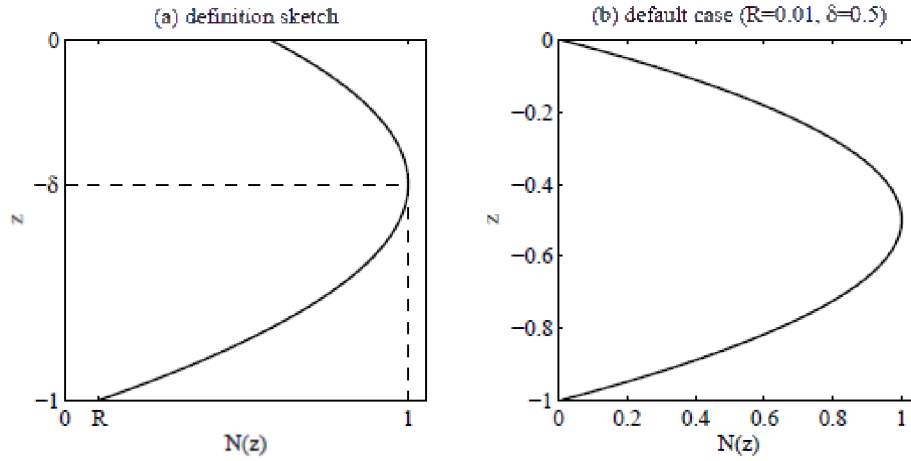 (a) definition sketch
0
−δ
z
−1
0 R 1
N(z)
(b) default case (R=0.01, δ=0.5)
0
−0.2
−0.4
z
−0.6
−0.8
−1
0 0.2 0.4 0.6 0.8 1
N(z)